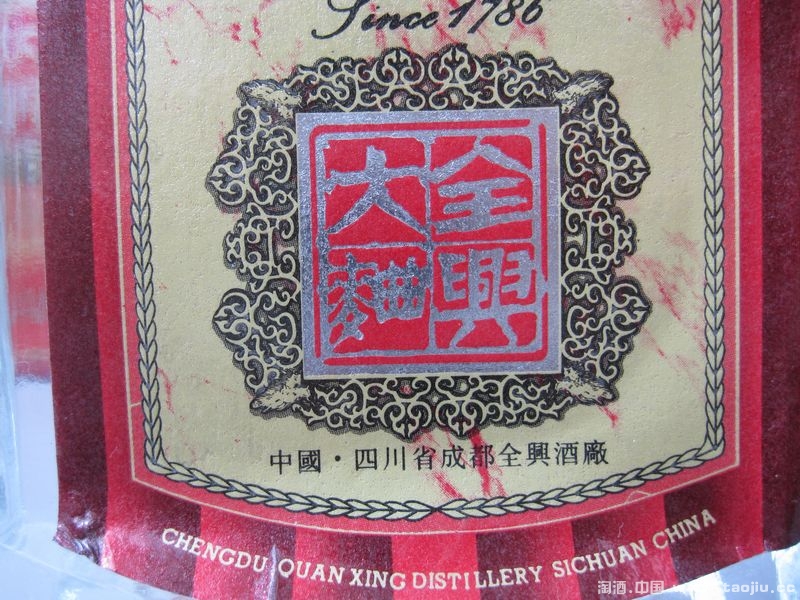 Since 1786
全興
大麯
中國·四川省成都全興酒廠
CHENGDU QUAN XING DISTILLERY SICHUAN CHINA
淘酒.中国 www.taojiu.cc